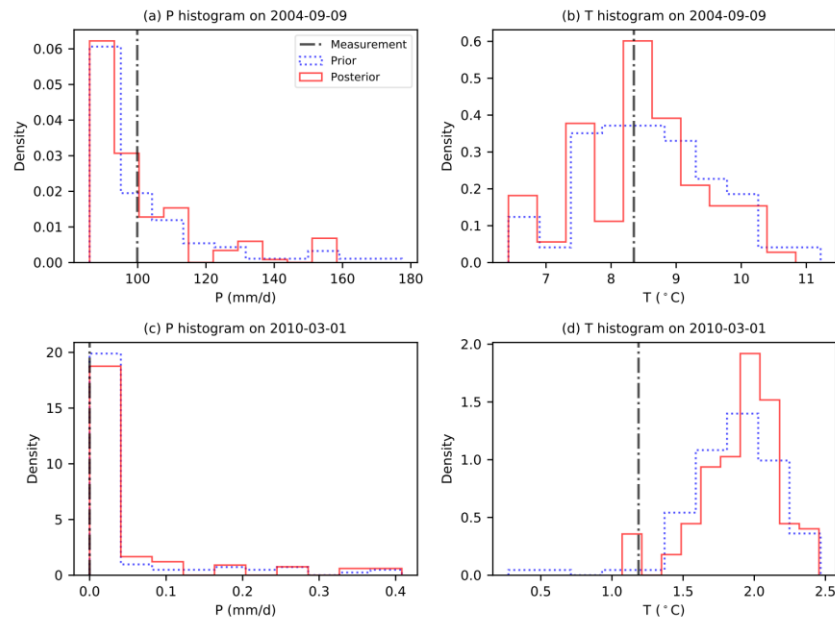 (a) P histogram on 2004-09-09
0.06
0.05
0.04
0.03
0.02
0.01
0.00
Density
100 120 140 160 180
P (mm/d)
Measurement
Prior
Posterior
(b) T histogram on 2004-09-09
0.6
0.5
0.4
0.3
0.2
0.1
0.0
Density
7 8 9 10 11
T (°C)
(c) P histogram on 2010-03-01
20
15
10
5
0
Density
0.0 0.1 0.2 0.3 0.4
P (mm/d)
(d) T histogram on 2010-03-01
2.0
1.5
1.0
0.5
0.0
Density
0.5 1.0 1.5 2.0 2.5
T (°C)